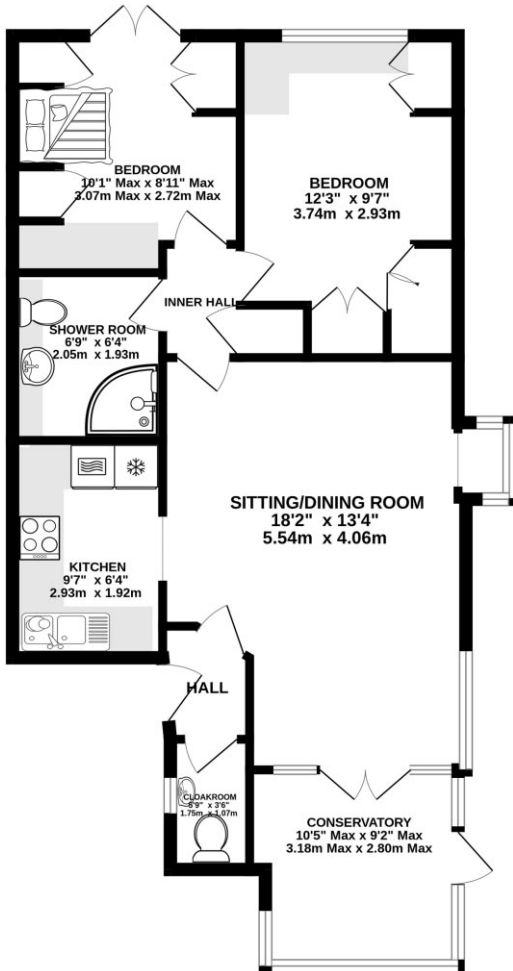 BEDROOM
10'1" Max x 8'11" Max
3.07m Max x 2.72m Max
BEDROOM
12'3" x 9'7"
3.74m x 2.93m
INNER HALL
SHOWER ROOM
6'9" x 6'4"
2.05m x 1.93m
SITTING/DINING ROOM
18'2" x 13'4"
5.54m x 4.06m
KITCHEN
9'7" x 6'4"
2.93m x 1.92m
HALL
CLOAKROOM
5'9" x 3'6"
1.75m x 1.07m
CONSERVATORY
10'5" Max x 9'2" Max
3.18m Max x 2.80m Max